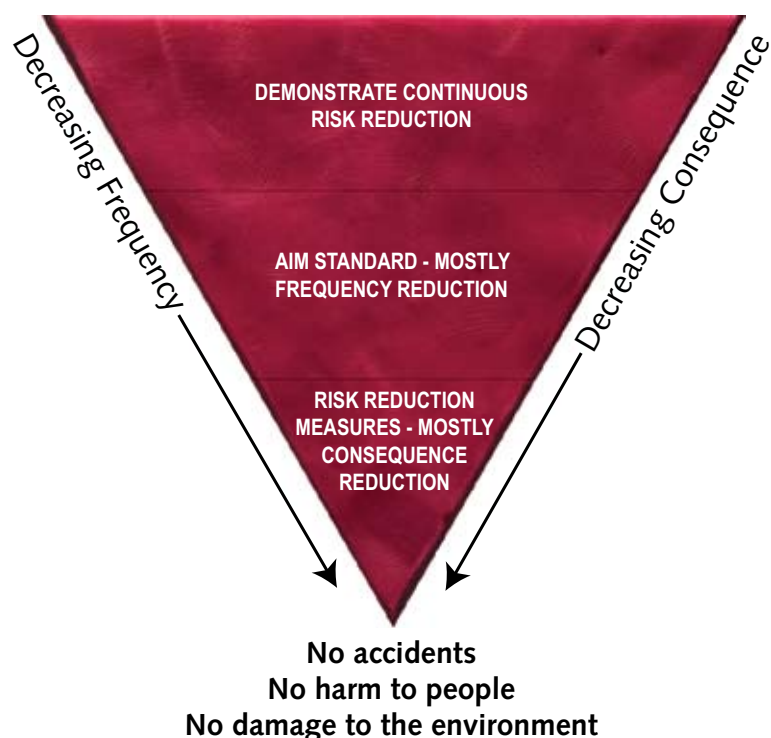 Decreasing Frequency
Decreasing Consequence
DEMONSTRATE CONTINUOUS
RISK REDUCTION
AIM STANDARD - MOSTLY
FREQUENCY REDUCTION
RISK REDUCTION
MEASURES - MOSTLY
CONSEQUENCE
REDUCTION
No accidents
No harm to people
No damage to the environment